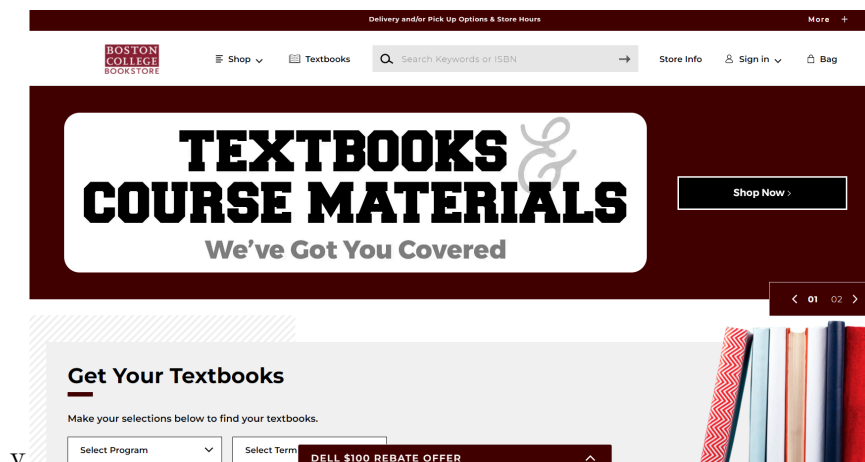 Delivery and/or Pick Up Options & Store Hours
More +
BOSTON
COLLEGE
BOOKSTORE
Shop
Textbooks
Search Keywords or ISBN
Store Info
Sign in
Bag
TEXTBOOKS &
COURSE MATERIALS
We've Got You Covered
Shop Now >
01 02
Get Your Textbooks
Make your selections below to find your textbooks.
Select Program
Select Term
DELL $100 REBATE OFFER
y